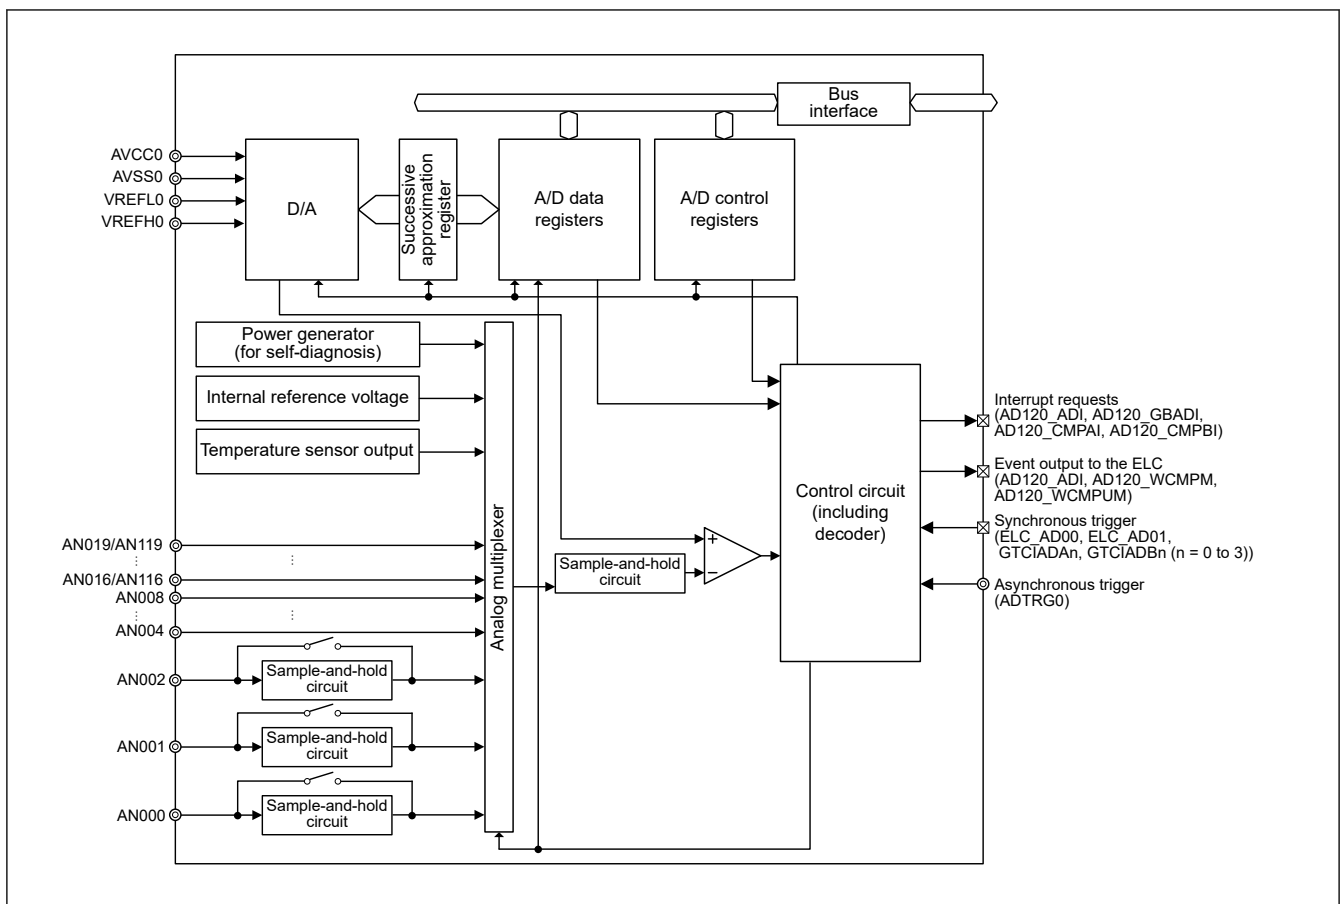 Bus
interface
AVCC0
AVSS0
VREFL0
VREFH0
D/A
Successive
approximation
register
A/D data
registers
A/D control
registers
Power generator
(for self-diagnosis)
Internal reference voltage
Temperature sensor output
Analog multiplexer
AN019/AN119
AN016/AN116
AN008
AN004
AN002
AN001
AN000
Sample-and-hold
circuit
Sample-and-hold
circuit
Sample-and-hold
circuit
Sample-and-hold
circuit
+
−
Control circuit
(including
decoder)
Interrupt requests
(AD120_ADI, AD120_GBADI,
AD120_CMPAI, AD120_CMPBI)
Event output to the ELC
(AD120_ADI, AD120_WCMPM,
AD120_WCMPUM)
Synchronous trigger
(ELC_AD00, ELC_AD01,
GTCIADAn, GTCIADBn (n = 0 to 3))
Asynchronous trigger
(ADTRG0)